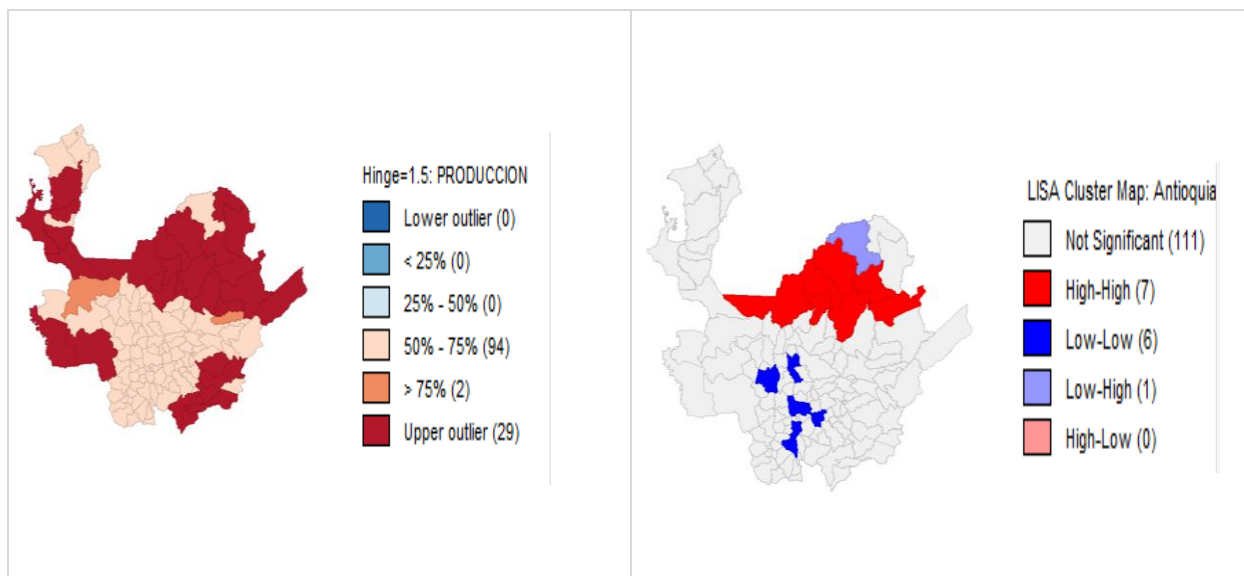 Hinge=1.5: PRODUCCION
Lower outlier (0)
< 25% (0)
25% - 50% (0)
50% - 75% (94)
> 75% (2)
Upper outlier (29)
LISA Cluster Map: Antioquia
Not Significant (111)
High-High (7)
Low-Low (6)
Low-High (1)
High-Low (0)